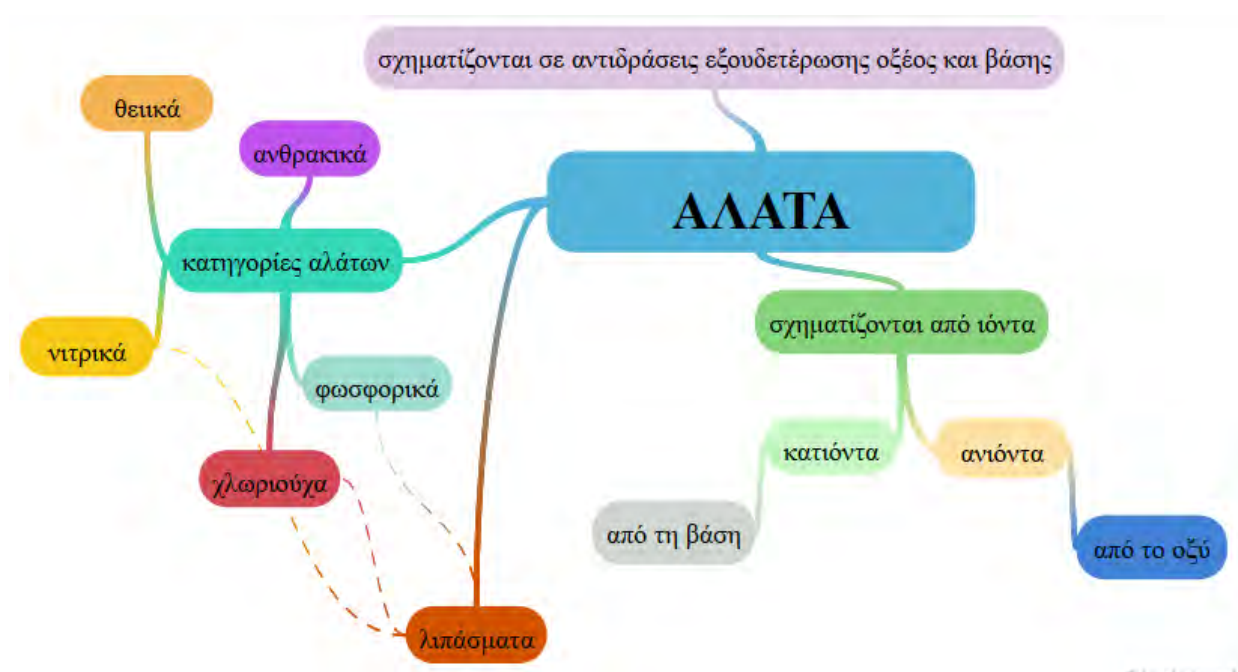 σχηματίζονται σε αντιδράσεις εξουδετέρωσης οξέος και βάσης
θειικά
ανθρακικά
ΑΛΑΤΑ
κατηγορίες αλάτων
σχηματίζονται από ιόντα
νιτρικά
φωσφορικά
κατιόντα
ανιόντα
χλωριούχα
από τη βάση
από το οξύ
λιπάσματα